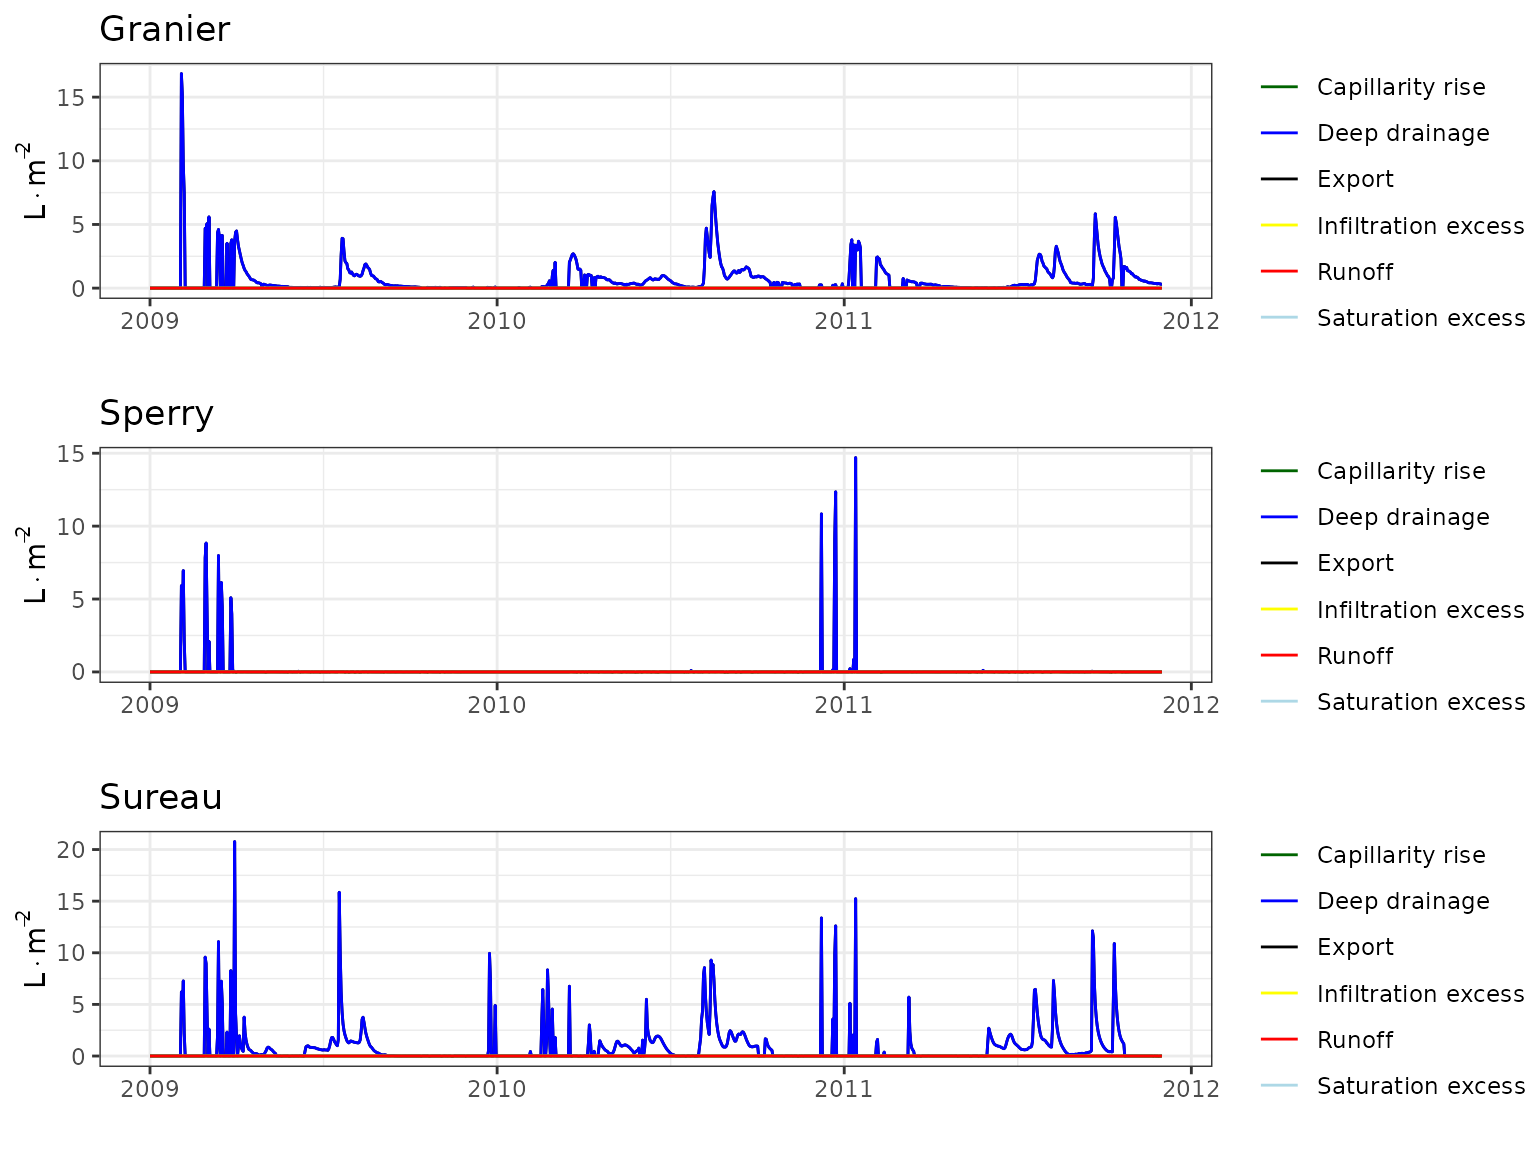 Granier
L · m⁻²
15
10
5
0
2009 2010 2011 2012
Capillarity rise
Deep drainage
Export
Infiltration excess
Runoff
Saturation excess
Sperry
L · m⁻²
15
10
5
0
2009 2010 2011 2012
Capillarity rise
Deep drainage
Export
Infiltration excess
Runoff
Saturation excess
Sureau
L · m⁻²
20
15
10
5
0
2009 2010 2011 2012
Capillarity rise
Deep drainage
Export
Infiltration excess
Runoff
Saturation excess